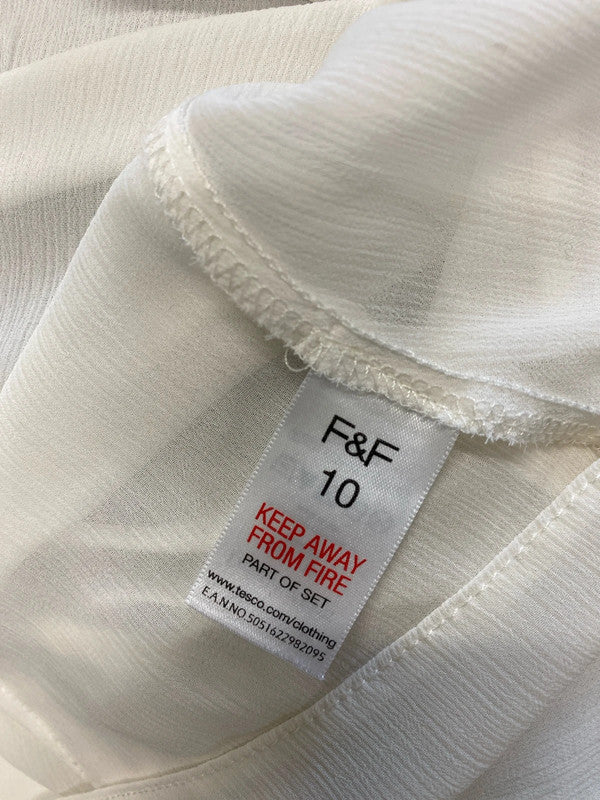 F&F
10
KEEP AWAY
FROM FIRE
PART OF SET
www.tesco.com/clothing
E.A.N.NO.5051622982095